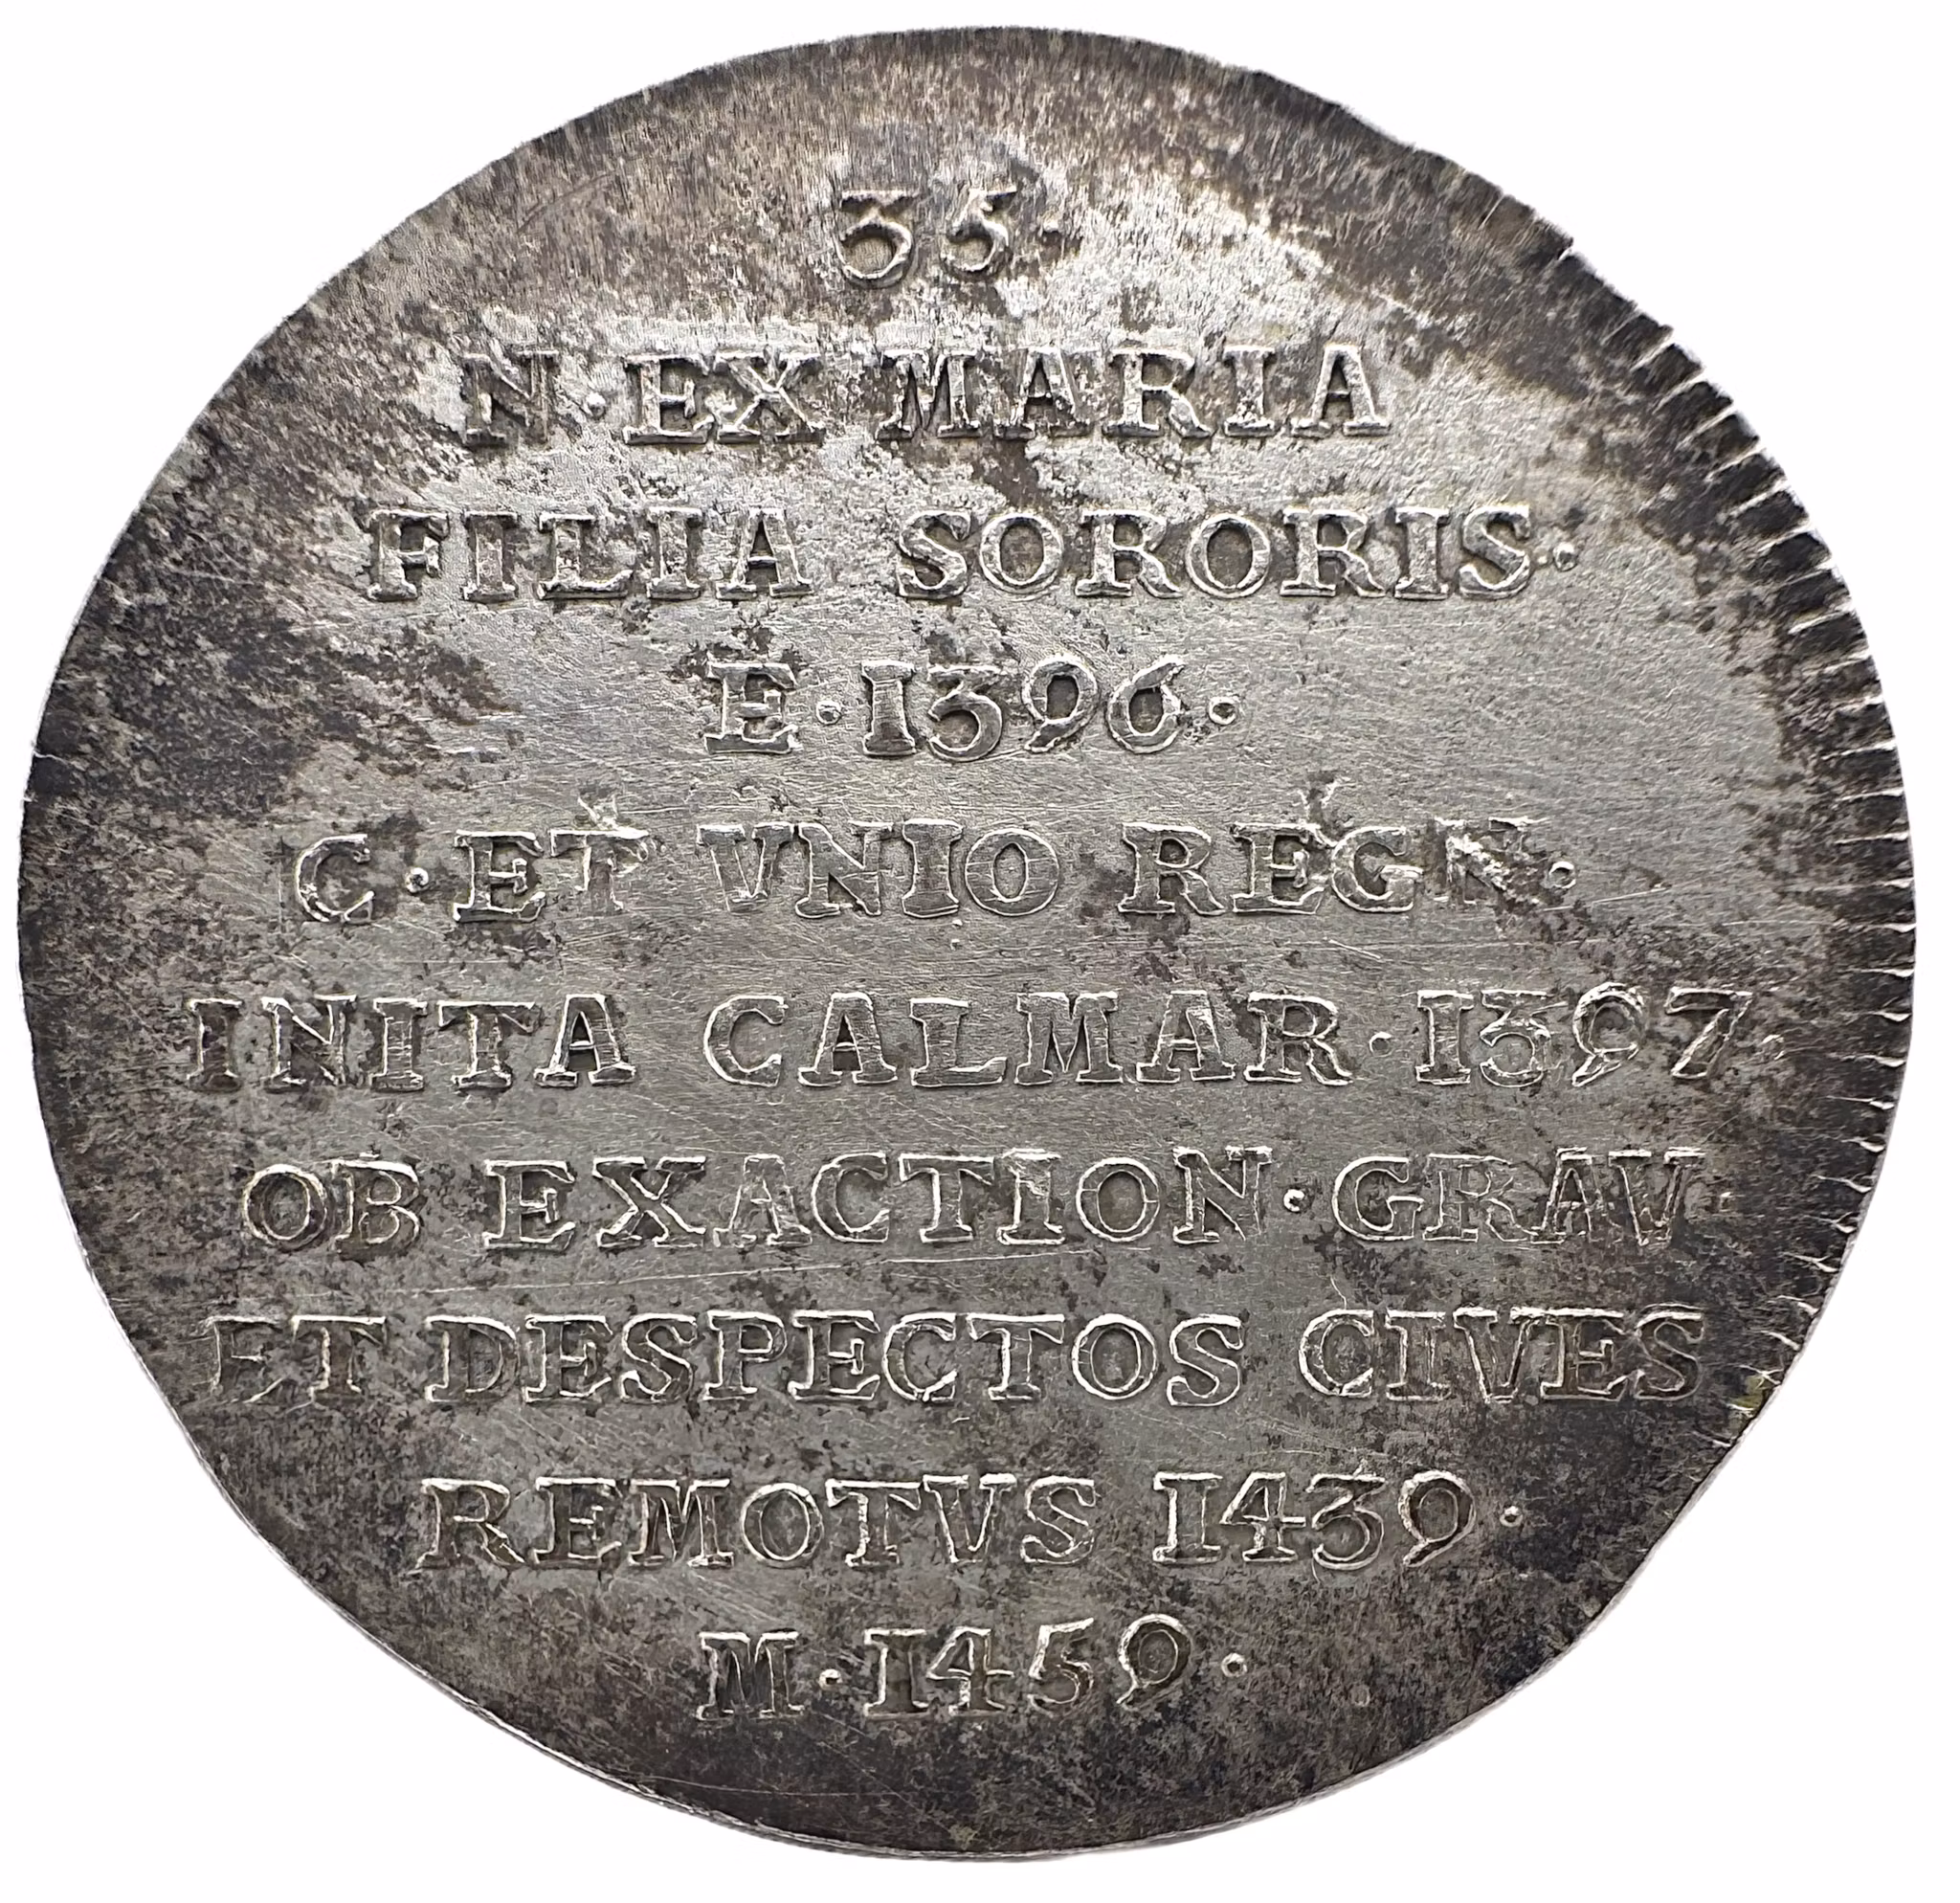 35·
N·EX MARIA
FILIA SORORIS·
E·1396·
C·ET VNIO REGN·
INITA CALMAR·1397·
OB EXACTION·GRAV·
ET DESPECTOS CIVES
REMOTVS 1439·
M·1459·